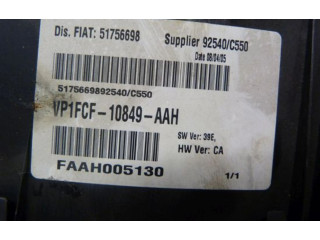 Dis. FIAT: 51756698 Supplier 92540/C550
Date 08/04/05
5175669892540/C550
VP1FCF-10849-AAH
SW Ver: 39E,
HW Ver: CA
FAAH005130
1/1